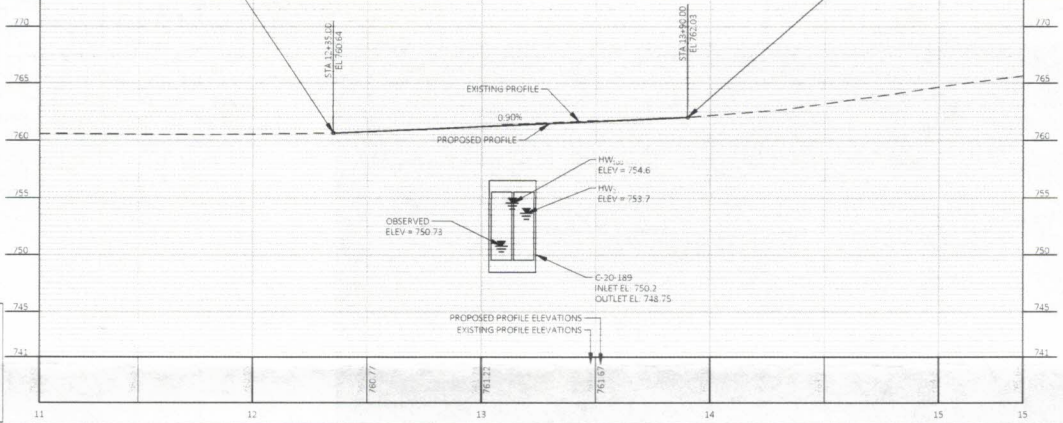 770
770
STA 12+35.00
EL 760.64
STA 13+90.00
EL 762.03
765
765
EXISTING PROFILE
0.90%
760
760
PROPOSED PROFILE
HW100
ELEV = 754.6
755
HW2
ELEV = 753.7
755
OBSERVED
ELEV = 750.73
750
750
C-20-189
INLET EL. 750.2
OUTLET EL. 748.75
745
PROPOSED PROFILE ELEVATIONS
745
EXISTING PROFILE ELEVATIONS
741
741
760.77
761.22
761.67
11
12
13
14
15
15